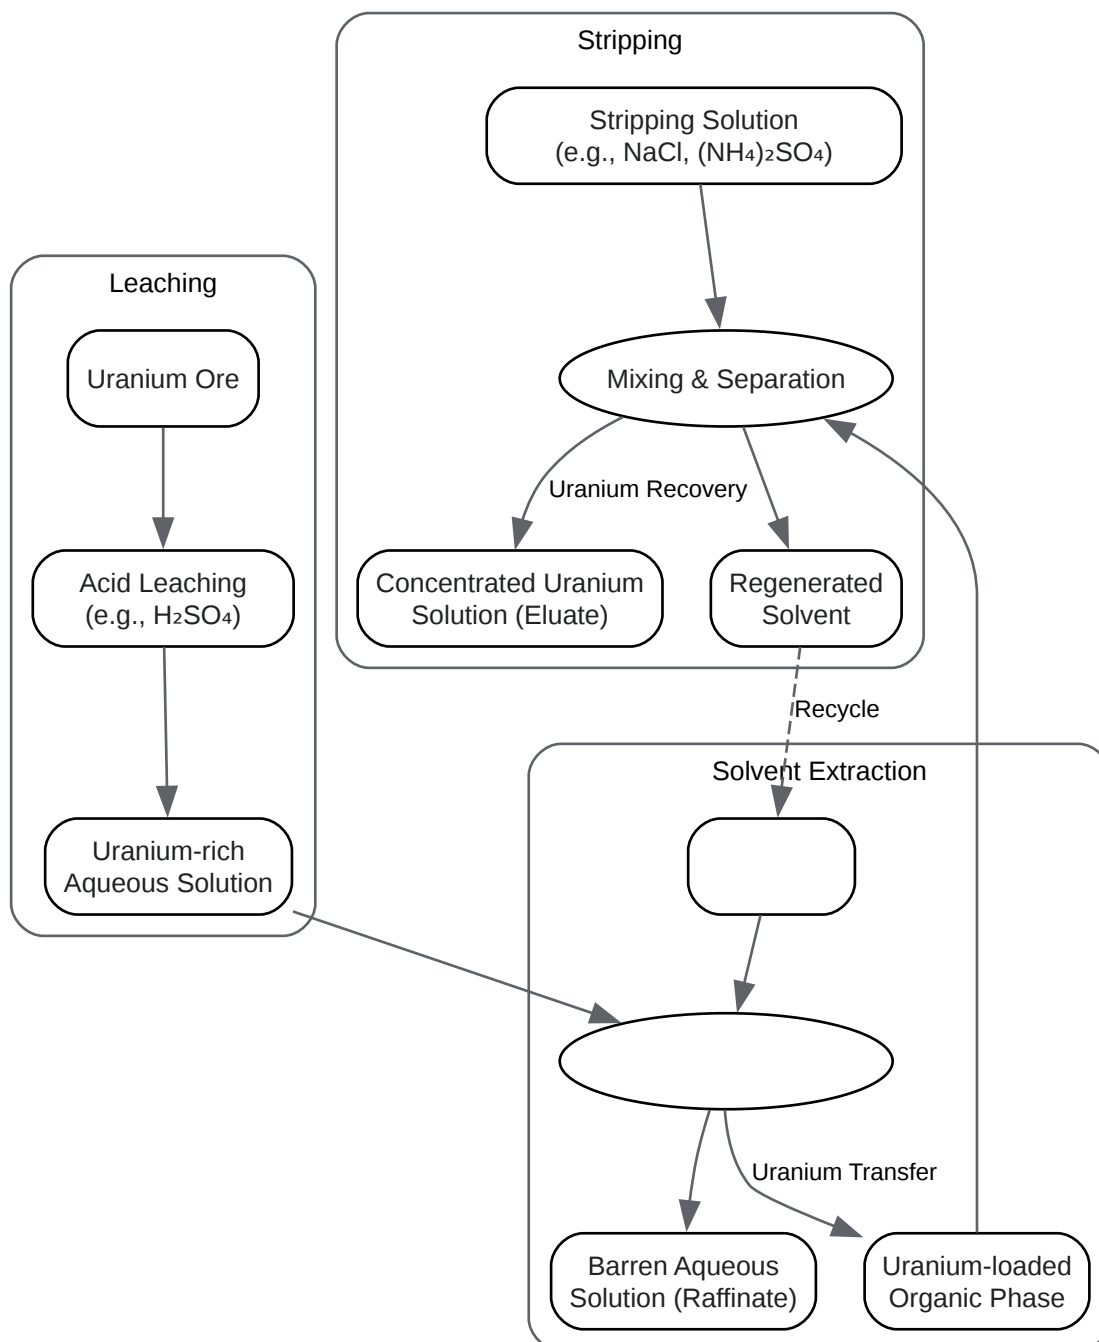 Stripping
Stripping Solution
(e.g., NaCl, (NH₄)₂SO₄)
Leaching
Uranium Ore
Mixing & Separation
Uranium Recovery
Acid Leaching
(e.g., H₂SO₄)
Concentrated Uranium
Solution (Eluate)
Regenerated
Solvent
Recycle
Solvent Extraction
Uranium-rich
Aqueous Solution
Uranium Transfer
Barren Aqueous
Solution (Raffinate)
Uranium-loaded
Organic Phase